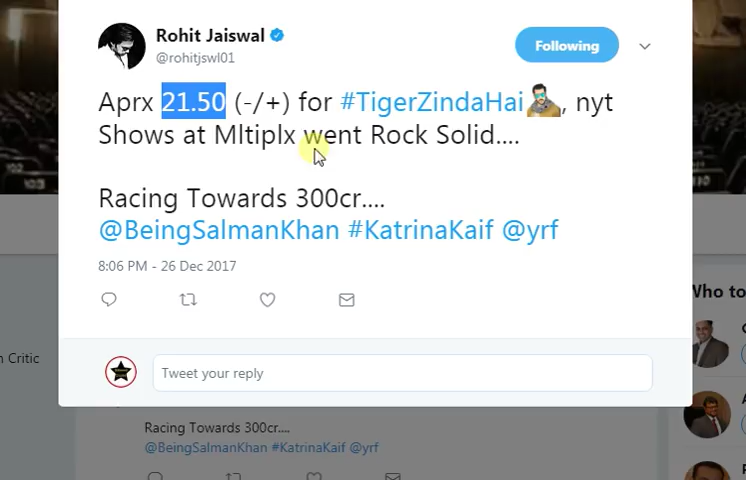 Rohit Jaiswal
@rohitjswl01
Following
Aprx 21.50 (-/+) for #TigerZindaHai, nyt
Shows at Mltiplx went Rock Solid....
Racing Towards 300cr....
@BeingSalmanKhan #KatrinaKaif @yrf
8:06 PM - 26 Dec 2017
Who to
Critic
Tweet your reply
Racing Towards 300cr....
@BeingSalmanKhan #KatrinaKaif @yrf